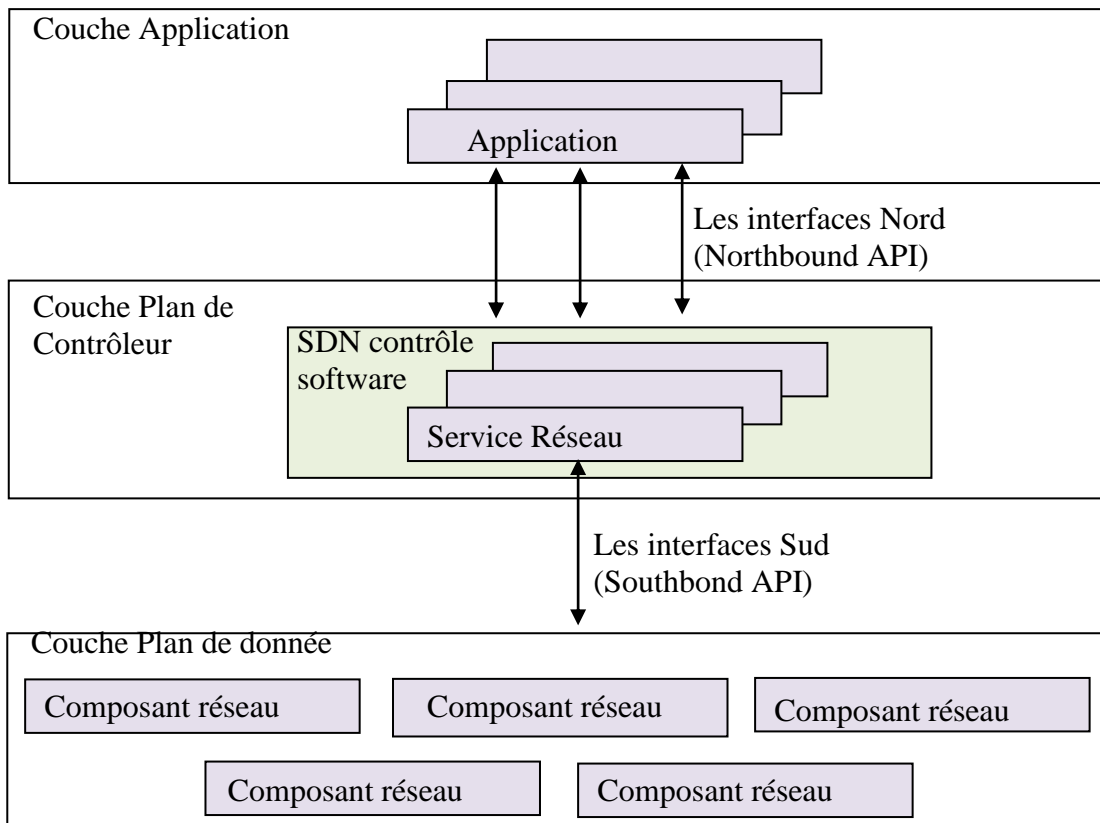 Couche Application
Application
Les interfaces Nord
(Northbound API)
Couche Plan de
Contrôleur
SDN contrôle
software
Service Réseau
Les interfaces Sud
(Southbond API)
Couche Plan de donnée
Composant réseau
Composant réseau
Composant réseau
Composant réseau
Composant réseau